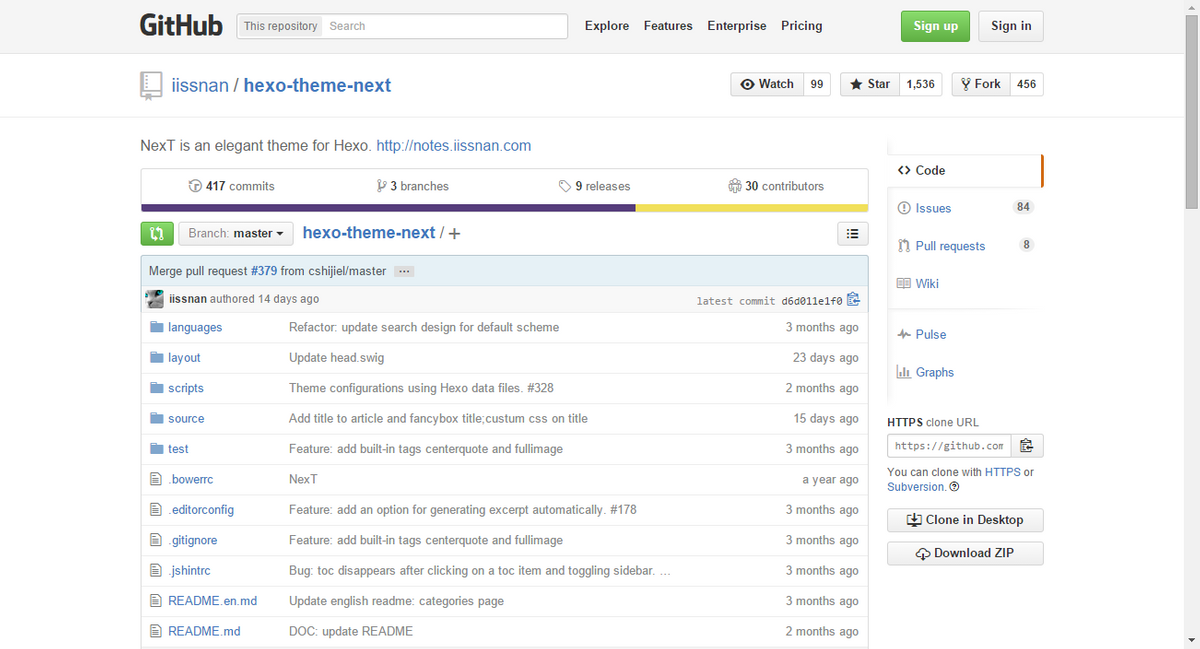 GitHub This repository Search Explore Features Enterprise Pricing Sign up Sign in
iissnan / hexo-theme-next Watch 99 Star 1,536 Fork 456
NexT is an elegant theme for Hexo. http://notes.iissnan.com
417 commits 3 branches 9 releases 30 contributors
Branch: master hexo-theme-next / +
Merge pull request #379 from cshijiel/master ...
iissnan authored 14 days ago latest commit d6d011e1f0
languages Refactor: update search design for default scheme 3 months ago
layout Update head.swig 23 days ago
scripts Theme configurations using Hexo data files. #328 2 months ago
source Add title to article and fancybox title;custum css on title 15 days ago
test Feature: add built-in tags centerquote and fullimage 3 months ago
.bowerrc NexT a year ago
.editorconfig Feature: add an option for generating excerpt automatically. #178 3 months ago
.gitignore Feature: add built-in tags centerquote and fullimage 3 months ago
.jshintrc Bug: toc disappears after clicking on a toc item and toggling sidebar. … 3 months ago
README.en.md Update english readme: categories page 3 months ago
README.md DOC: update README 2 months ago
Code
Issues 84
Pull requests 8
Wiki
Pulse
Graphs
HTTPS clone URL
https://github.com
You can clone with HTTPS or
Subversion.
Clone in Desktop
Download ZIP